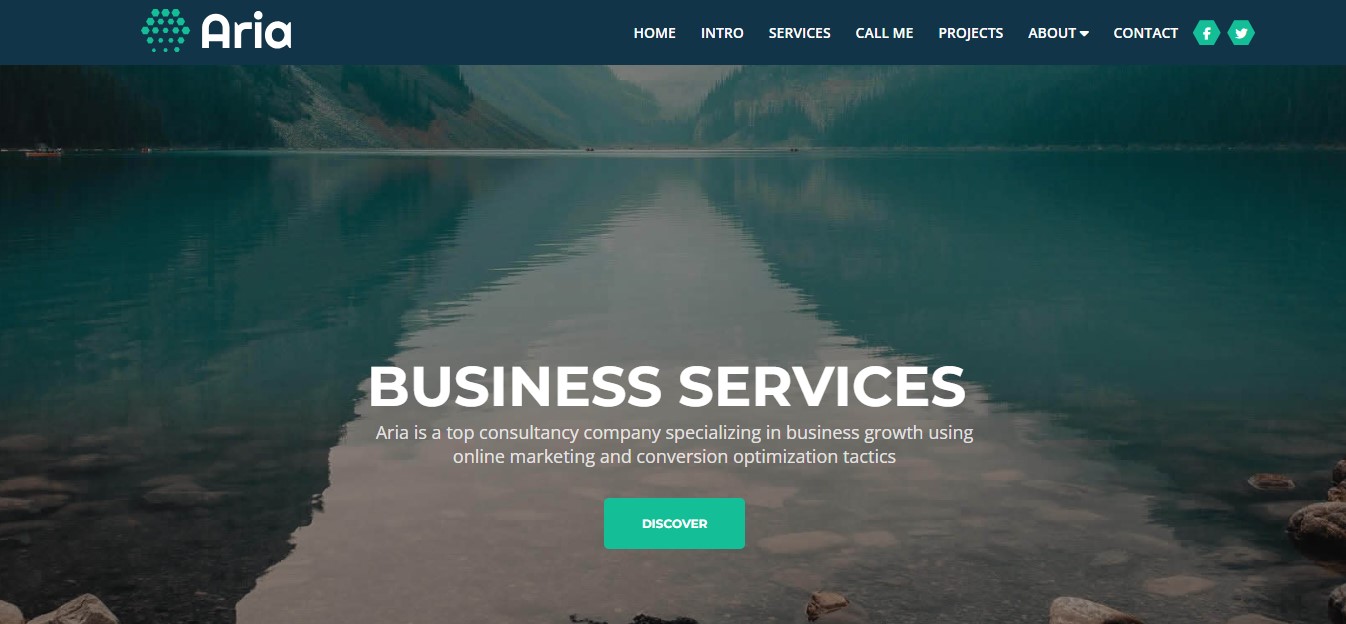 Aria
HOME INTRO SERVICES CALL ME PROJECTS ABOUT CONTACT
BUSINESS SERVICES
Aria is a top consultancy company specializing in business growth using
online marketing and conversion optimization tactics
DISCOVER